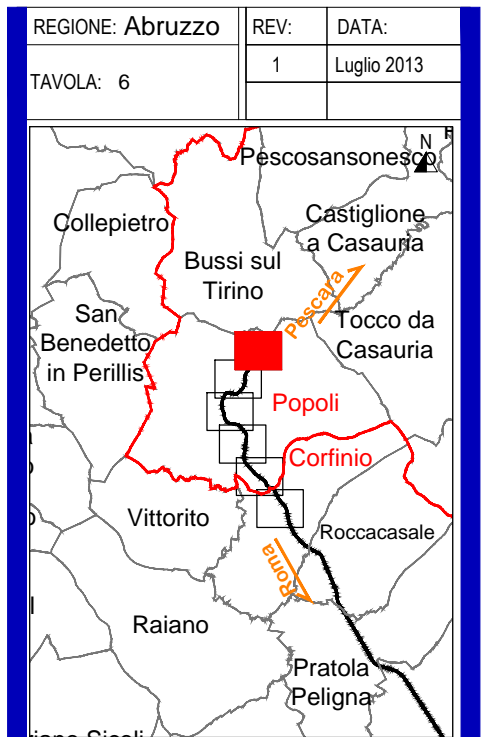 REGIONE: Abruzzo
REV:
DATA:
TAVOLA: 6
1
Luglio 2013
N
Pescosansonesco
Collepietro
Castiglione
a Casauria
Bussi sul
Tirino
Pescara
San
Benedetto
in Perillis
Tocco da
Casauria
Popoli
Corfinio
Vittorito
Roccacasale
Roma
Raiano
Pratola
Peligna